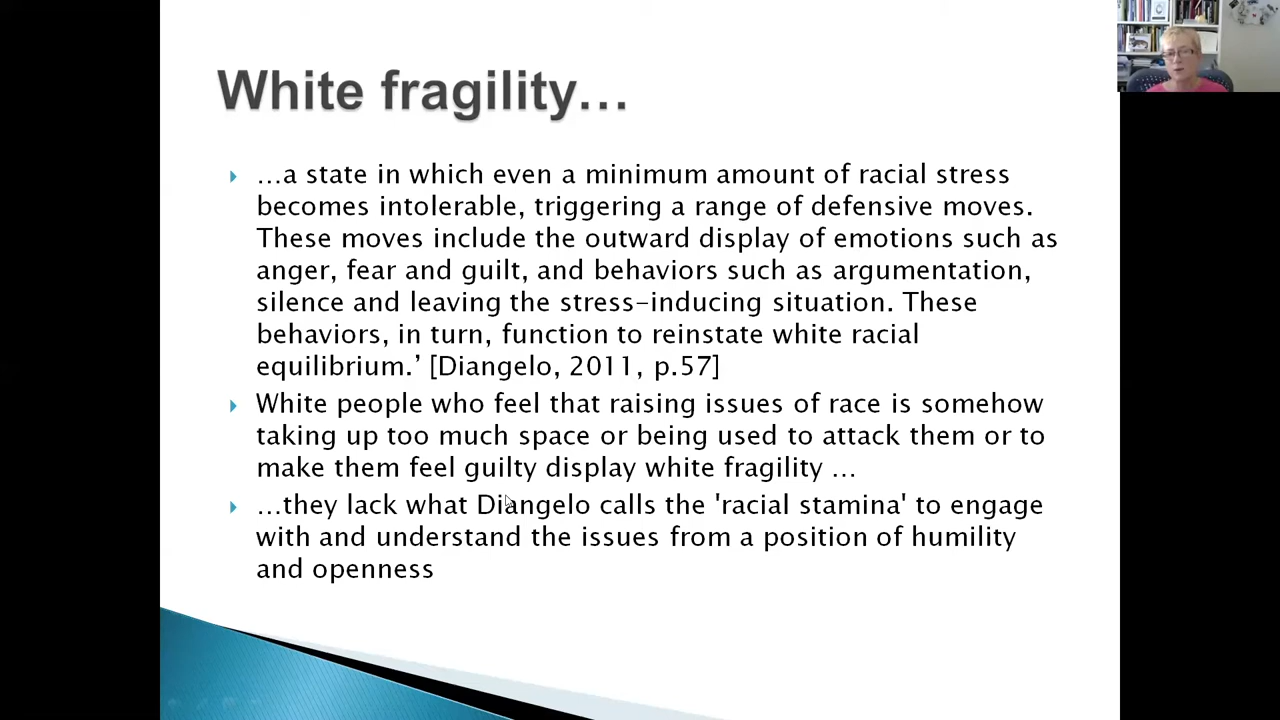 White fragility...
...a state in which even a minimum amount of racial stress
becomes intolerable, triggering a range of defensive moves.
These moves include the outward display of emotions such as
anger, fear and guilt, and behaviors such as argumentation,
silence and leaving the stress-inducing situation. These
behaviors, in turn, function to reinstate white racial
equilibrium.’ [Diangelo, 2011, p.57]
White people who feel that raising issues of race is somehow
taking up too much space or being used to attack them or to
make them feel guilty display white fragility ...
...they lack what Diangelo calls the 'racial stamina' to engage
with and understand the issues from a position of humility
and openness